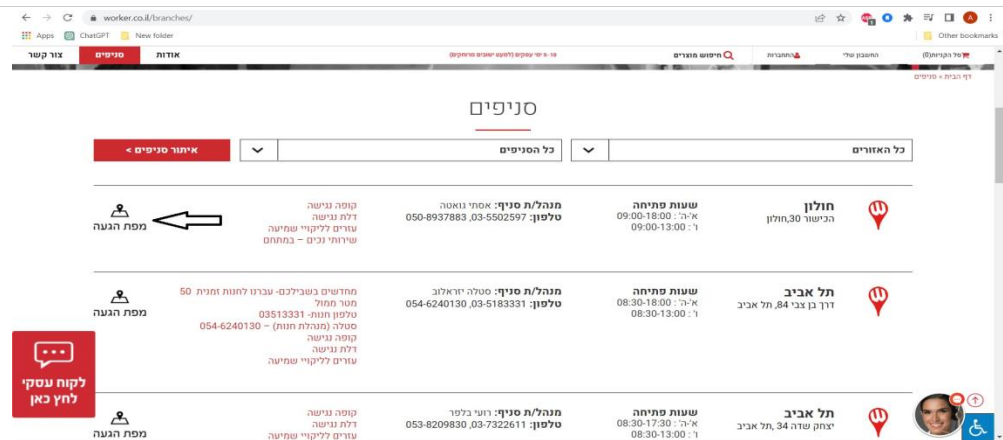 worker.co.il/branches/
Apps ChatGPT New folder Other bookmarks
סל הקניות(0) החשבון שלי התחברות חיפוש מוצרים אודות סניפים צור קשר
דף הבית » סניפים
סניפים
כל האזורים כל הסניפים איתור סניפים >
חולון
הכישור 30,חולון
שעות פתיחה
א'-ה' : 09:00-18:00
ו' : 09:00-13:00
מנהל/ת סניף: אסתי גואטה
טלפון: 03-5502597, 050-8937883
קופה נגישה
דלת נגישה
עזרים לליקויי שמיעה
שירותי נכים – במתחם
מפת הגעה
תל אביב
דרך בן צבי 84, תל אביב
שעות פתיחה
א'-ה' : 08:30-18:00
ו' : 08:30-13:00
מנהל/ת סניף: סטלה יזראלוב
טלפון: 03-5183331, 054-6240130
מחדשים בשבילכם- עברנו לחנות זמנית 50
מטר ממול
טלפון חנות- 03513331
סטלה (מנהלת חנות) – 054-6240130
קופה נגישה
דלת נגישה
עזרים לליקויי שמיעה
מפת הגעה
תל אביב
יצחק שדה 34 ,תל אביב
שעות פתיחה
א'-ה' : 08:30-17:30
ו' : 08:30-13:00
מנהל/ת סניף: רועי בלפר
טלפון: 03-7322611, 053-8209830
קופה נגישה
דלת נגישה
עזרים לליקויי שמיעה
מפת הגעה
לקוח עסקי
לחץ כאן